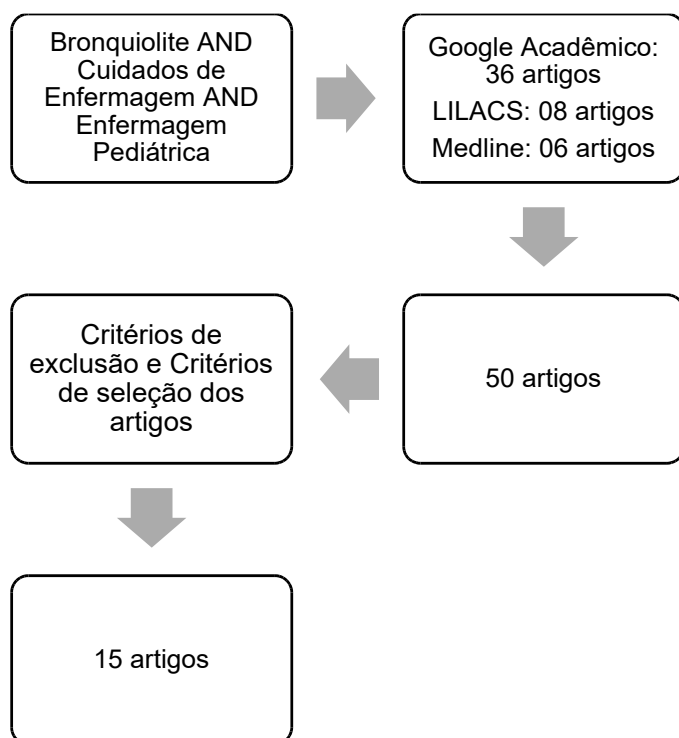 Bronquiolite AND
Cuidados de
Enfermagem AND
Enfermagem
Pediátrica
Google Acadêmico:
36 artigos
LILACS: 08 artigos
Medline: 06 artigos
50 artigos
Critérios de
exclusão e Critérios
de seleção dos
artigos
15 artigos